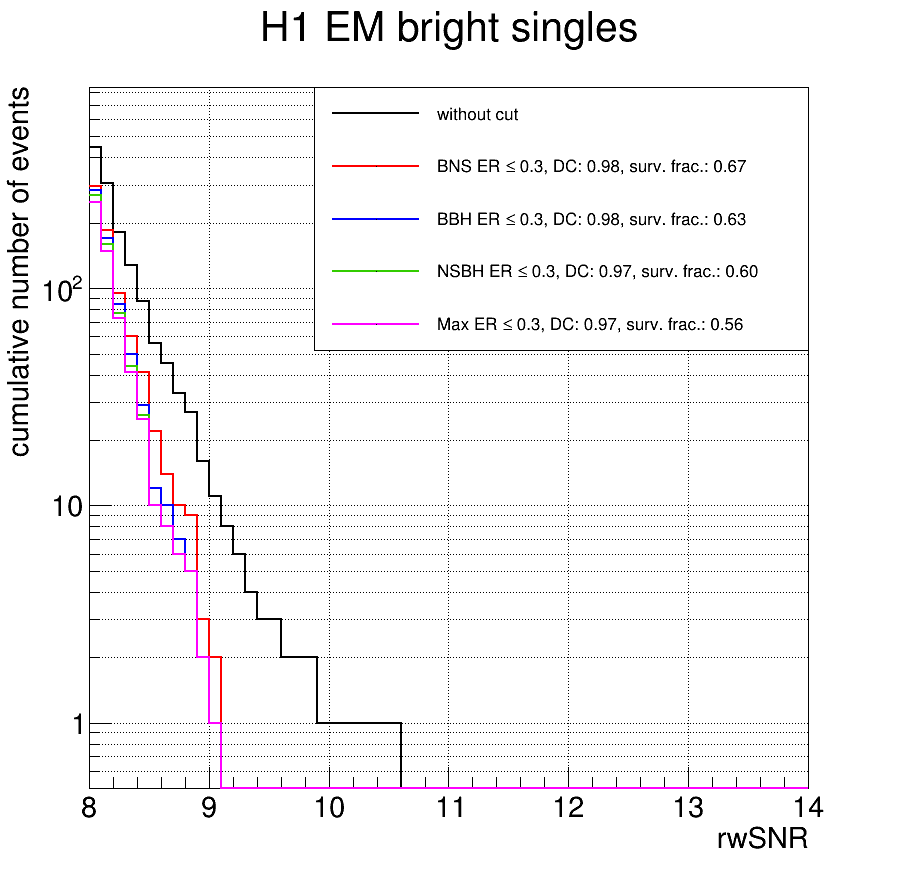 H1 EM bright singles
cumulative number of events
without cut
BNS ER ≤ 0.3, DC: 0.98, surv. frac.: 0.67
BBH ER ≤ 0.3, DC: 0.98, surv. frac.: 0.63
NSBH ER ≤ 0.3, DC: 0.97, surv. frac.: 0.60
Max ER ≤ 0.3, DC: 0.97, surv. frac.: 0.56
10²
10
1
8 9 10 11 12 13 14
rwSNR